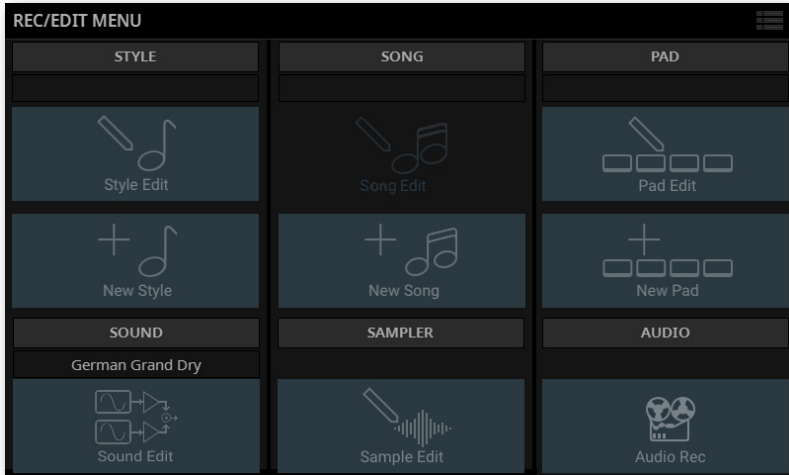 REC/EDIT MENU
STYLE SONG PAD
Style Edit Song Edit Pad Edit
New Style New Song New Pad
SOUND SAMPLER AUDIO
German Grand Dry
Sound Edit Sample Edit Audio Rec